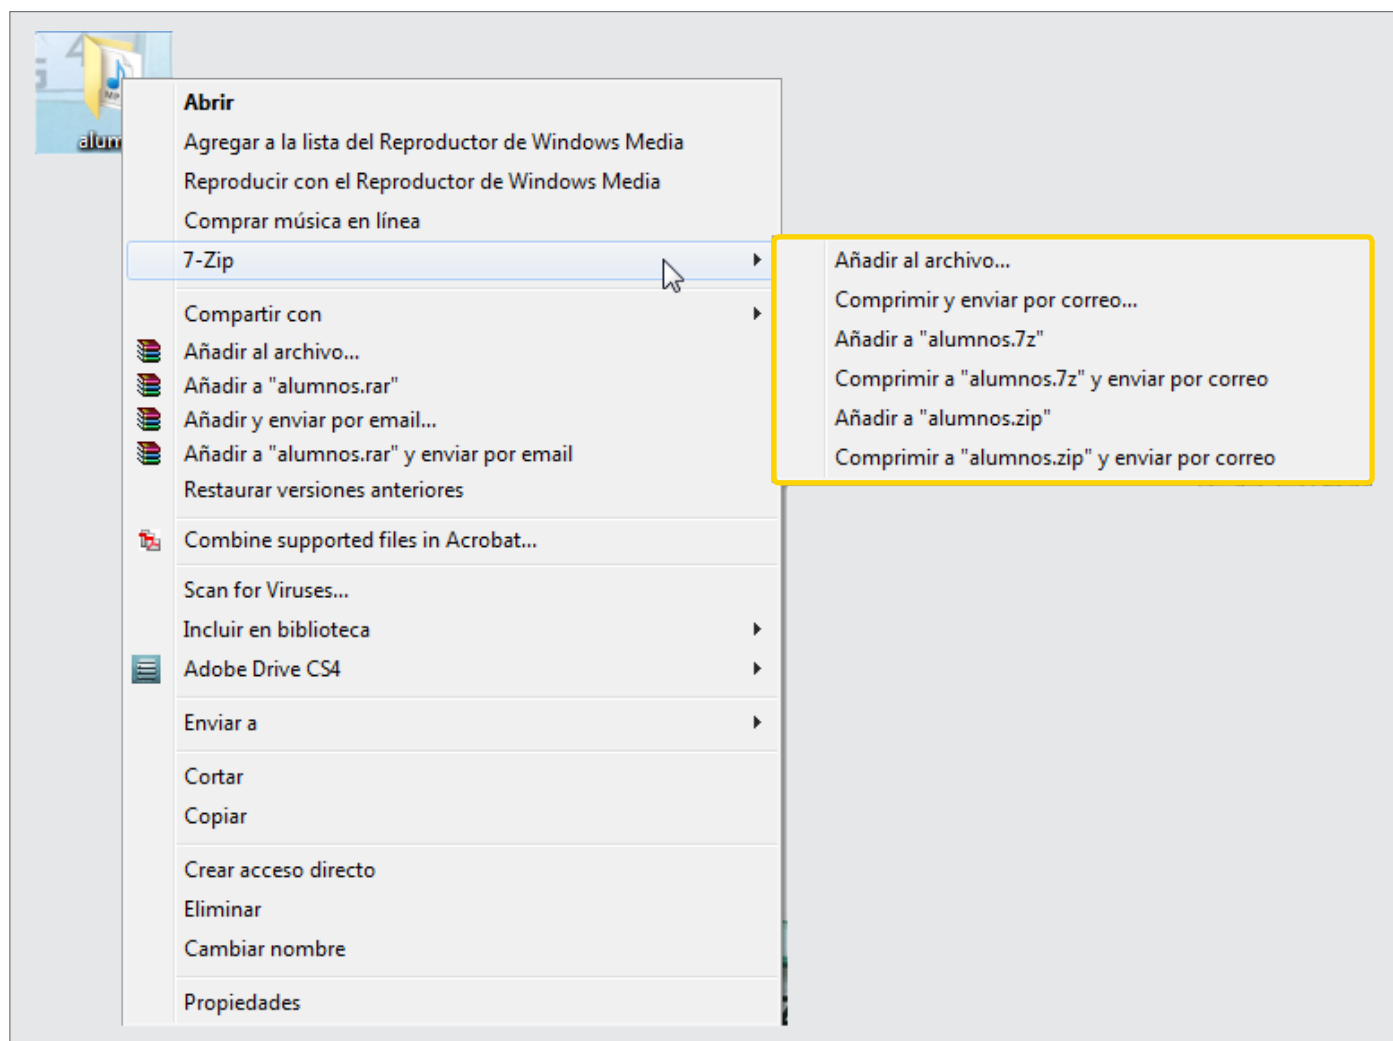 alum
Abrir
Agregar a la lista del Reproductor de Windows Media
Reproducir con el Reproductor de Windows Media
Comprar música en línea
7-Zip
Añadir al archivo...
Comprimir y enviar por correo...
Añadir a "alumnos.7z"
Comprimir a "alumnos.7z" y enviar por correo
Añadir a "alumnos.zip"
Comprimir a "alumnos.zip" y enviar por correo
Compartir con
Añadir al archivo...
Añadir a "alumnos.rar"
Añadir y enviar por email...
Añadir a "alumnos.rar" y enviar por email
Restaurar versiones anteriores
Combine supported files in Acrobat...
Scan for Viruses...
Incluir en biblioteca
Adobe Drive CS4
Enviar a
Cortar
Copiar
Crear acceso directo
Eliminar
Cambiar nombre
Propiedades